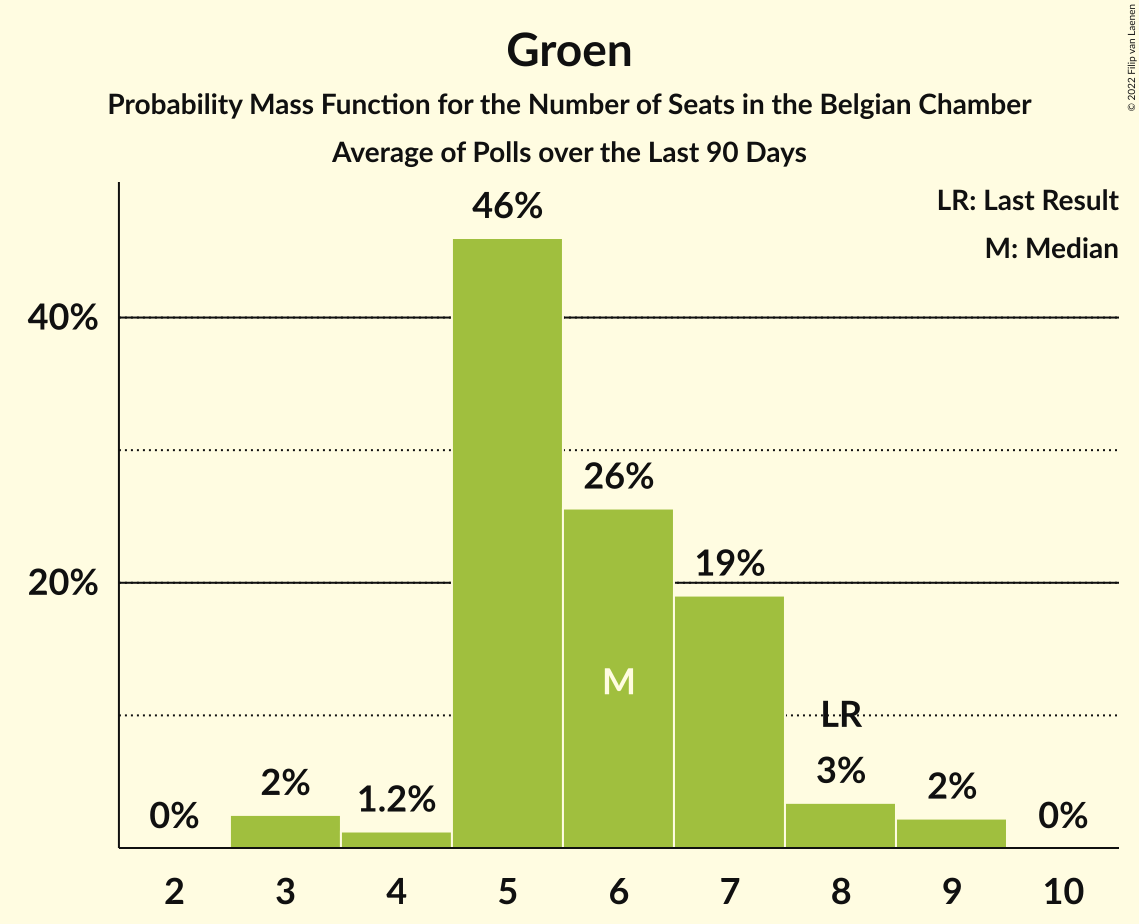 Groen
Probability Mass Function for the Number of Seats in the Belgian Chamber
Average of Polls over the Last 90 Days
© 2022 Filip van Laenen
LR: Last Result
M: Median
46%
40%
26%
20%
19%
M
LR
3%
2%
2%
1.2%
0%
0%
2 3 4 5 6 7 8 9 10